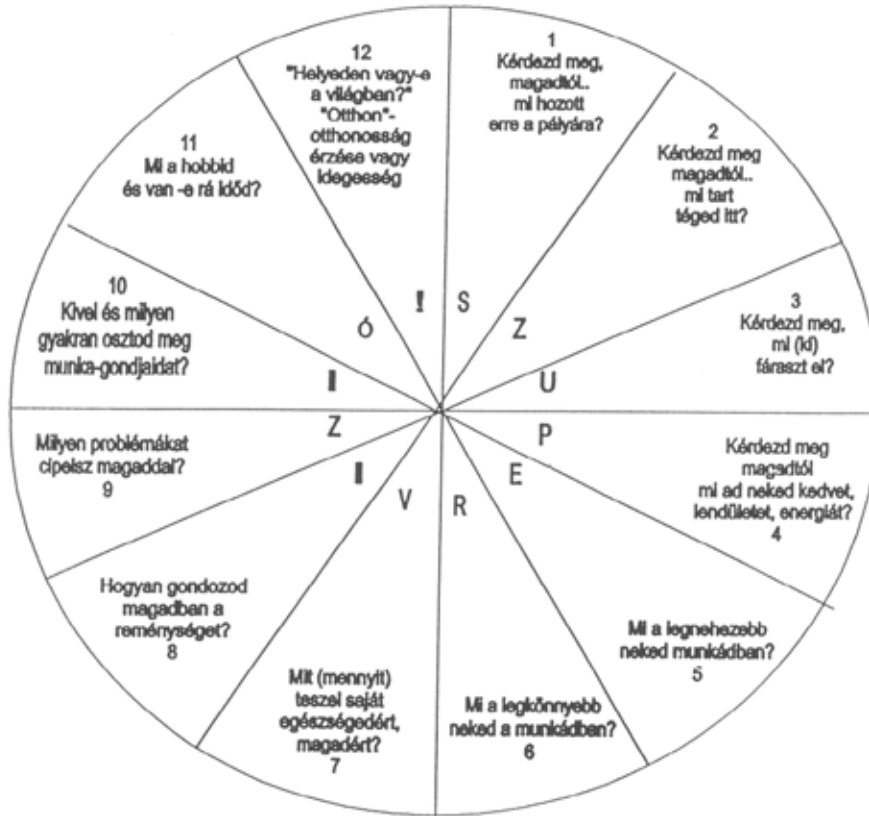 1
Kérdezd meg,
magadtól..
mi hozott
erre a pályára?
2
Kérdezd meg
magadtól..
mi tart
téged itt?
3
Kérdezd meg,
mi (ki)
fáraszt el?
Kérdezd meg
magadtól
mi ad neked kedvet,
lendületet, energiát?
4
Mi a legnehezebb
neked munkádban?
5
Mi a legkönnyebb
neked a munkádban?
6
Mit (mennyit)
teszel saját
egészségedért,
magadért?
7
Hogyan gondozod
magadban a
reménységet?
8
Milyen problémákat
cipelsz magaddal?
9
10
Kivel és milyen
gyakran osztod meg
munka-gondjaidat?
11
Mi a hobbid
és van -e rá időd?
12
"Helyeden vagy-e
a világban?"
"Otthon"-
otthonosság
érzése vagy
idegesség
S
Z
U
P
E
R
V
I
Z
I
Ó
!